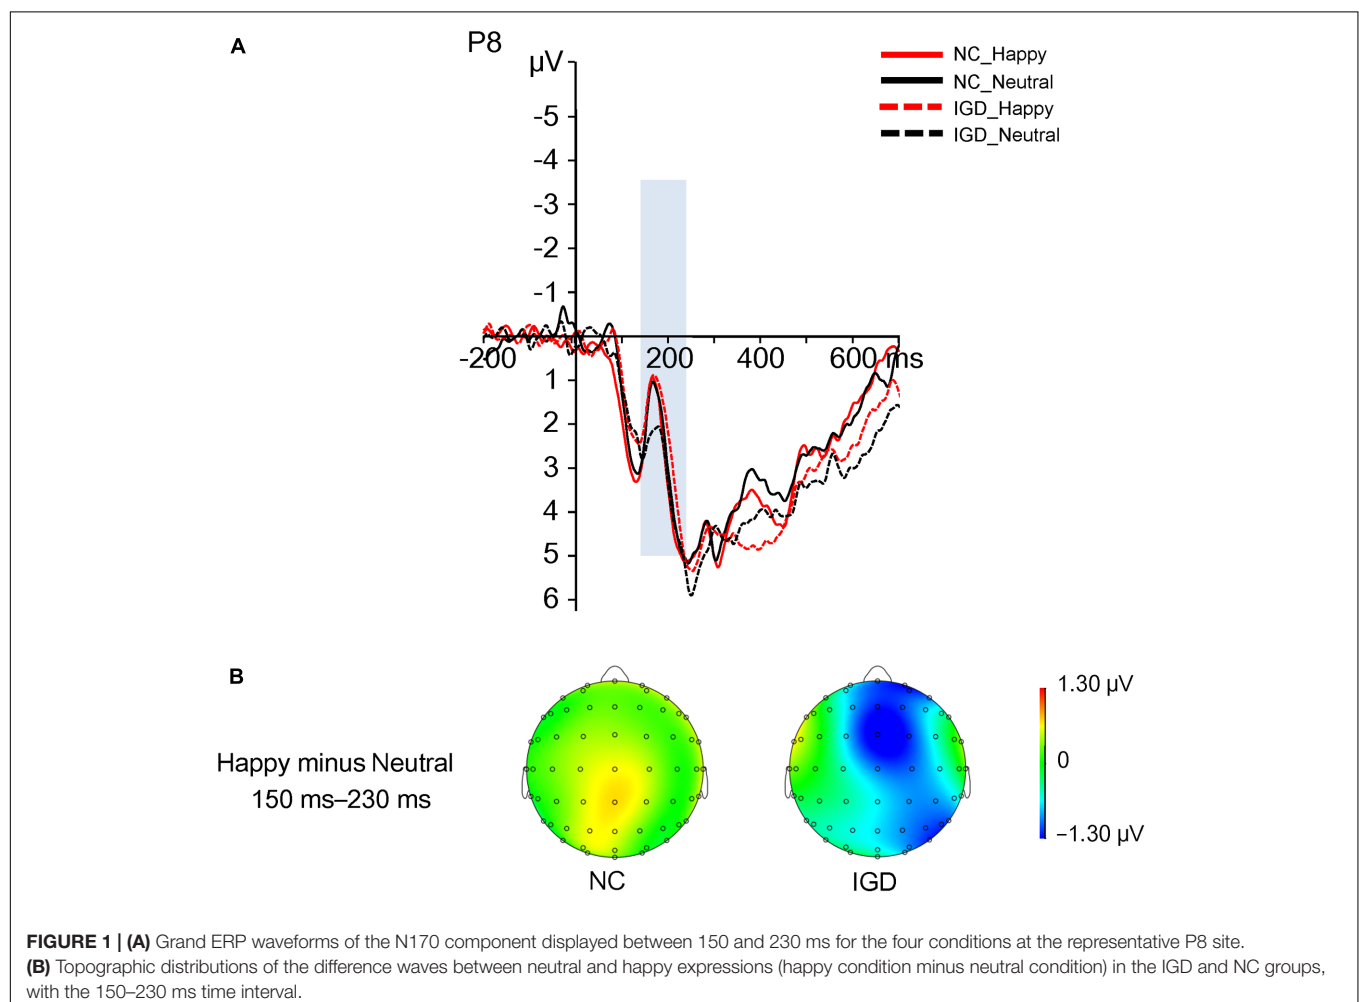 A
P8
µV
NC_Happy
NC_Neutral
IGD_Happy
IGD_Neutral
-5
-4
-3
-2
-1
-200 200 400 600 ms
1
2
3
4
5
6
B
1.30 µV
0
−1.30 µV
Happy minus Neutral
150 ms–230 ms
NC IGD
FIGURE 1 | (A) Grand ERP waveforms of the N170 component displayed between 150 and 230 ms for the four conditions at the representative P8 site.
(B) Topographic distributions of the difference waves between neutral and happy expressions (happy condition minus neutral condition) in the IGD and NC groups,
with the 150–230 ms time interval.